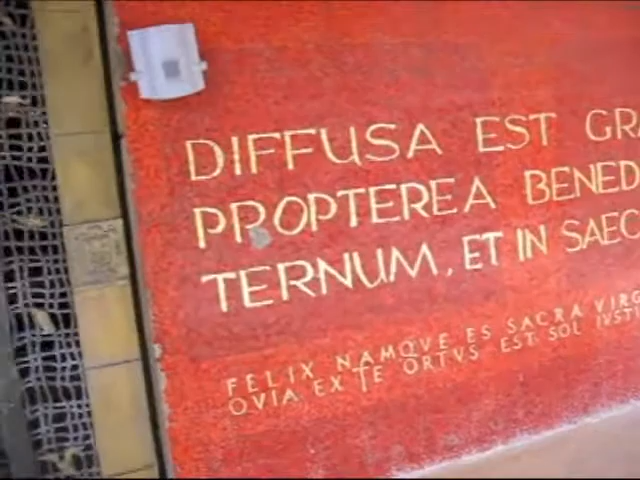 DIFFUSA EST GRA
PROPTEREA BENED
TERNUM, ET IN SAECO
FELIX NAMQVE ES SACRA VIRG
QVIA EX TE ORTVS EST SOL IVSTI